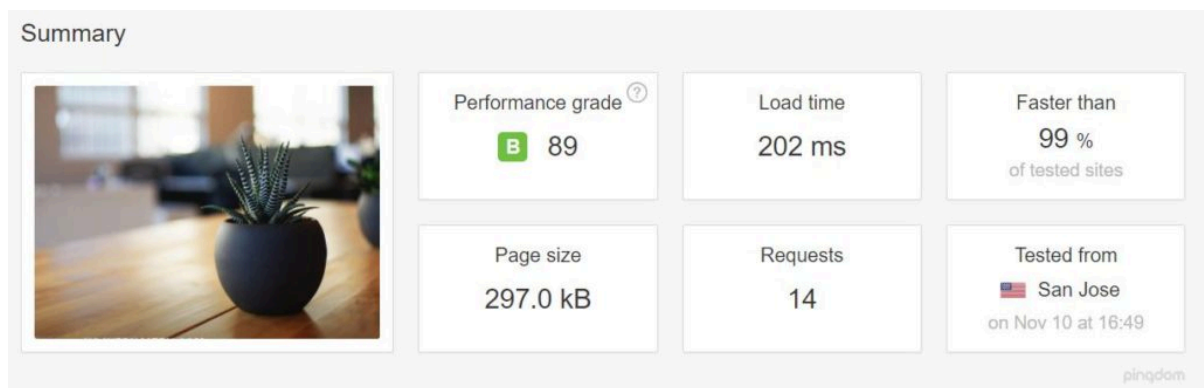 Summary
Performance grade ?
B 89
Load time
202 ms
Faster than
99 %
of tested sites
Page size
297.0 kB
Requests
14
Tested from
San Jose
on Nov 10 at 16:49
pingdom